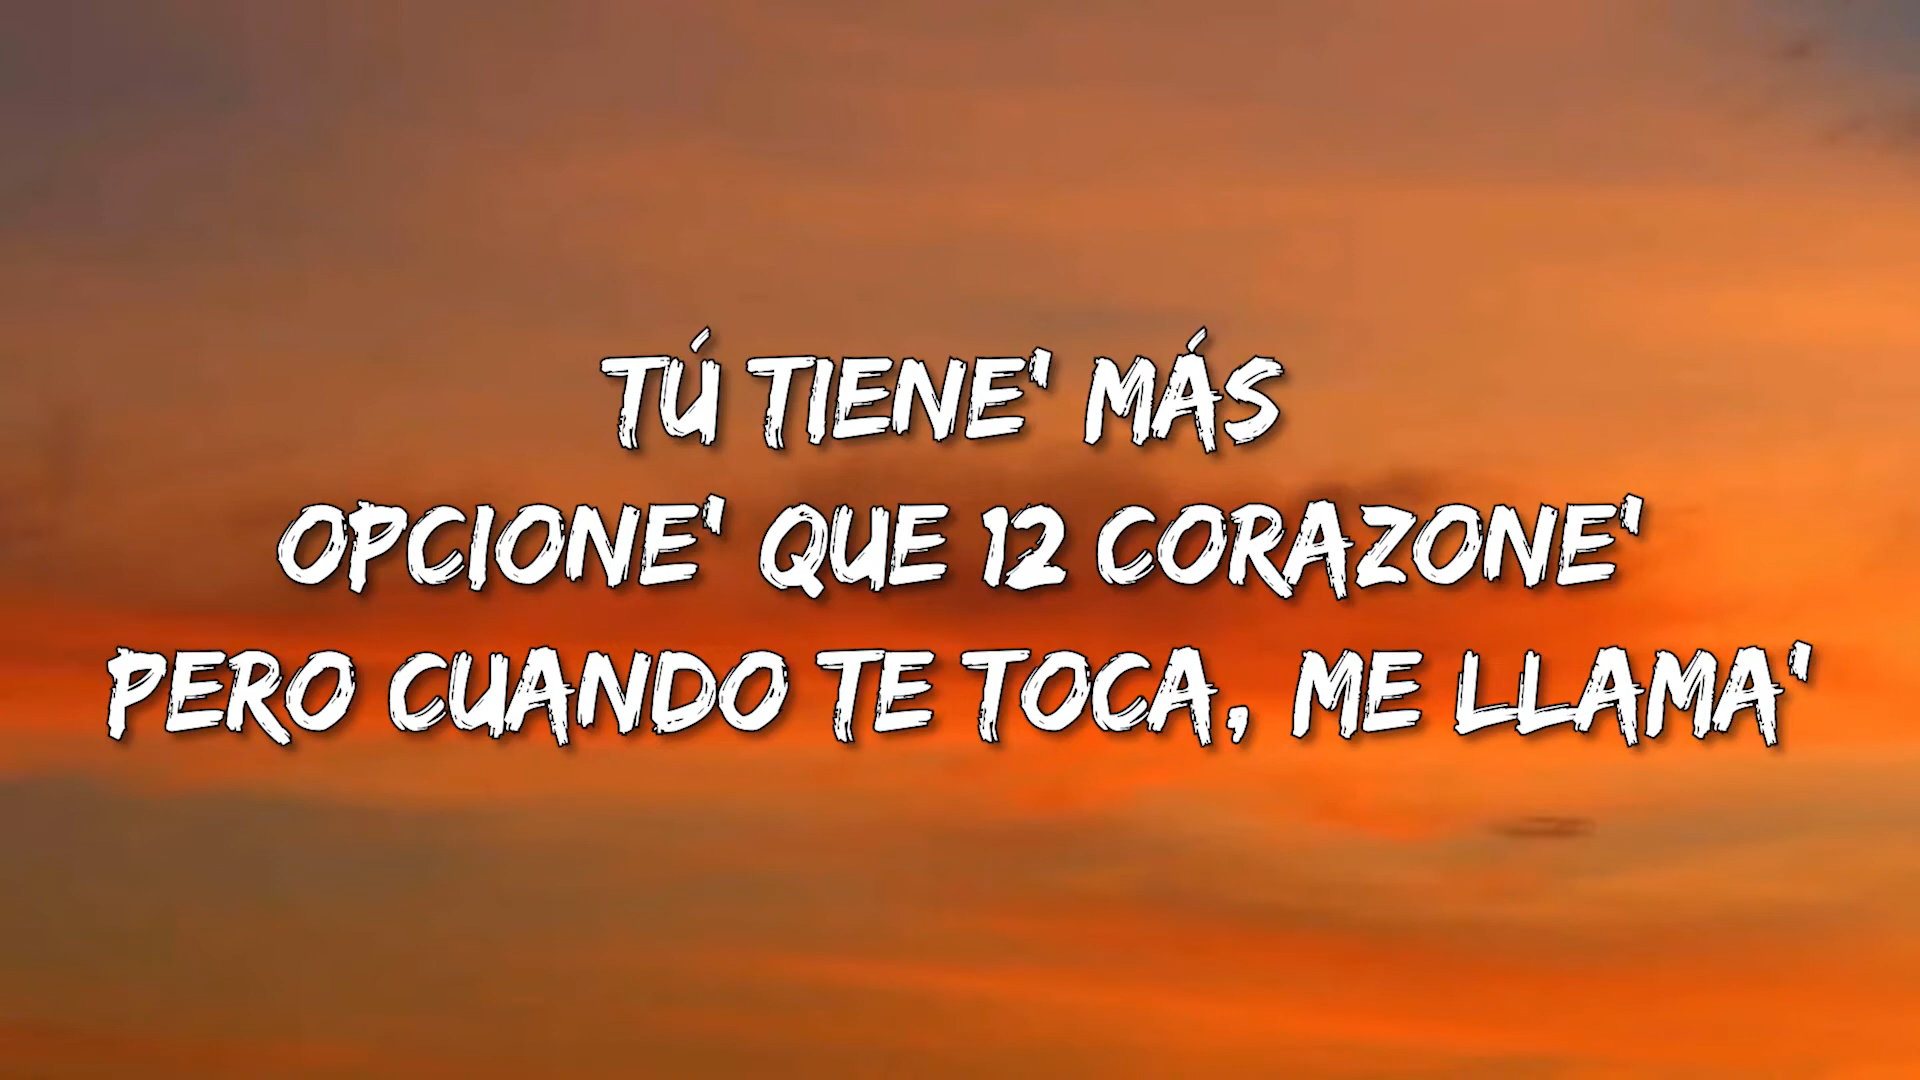 TÚ TIENE' MÁS
OPCIONE' QUE 12 CORAZONE'
PERO CUANDO TE TOCA, ME LLAMA'